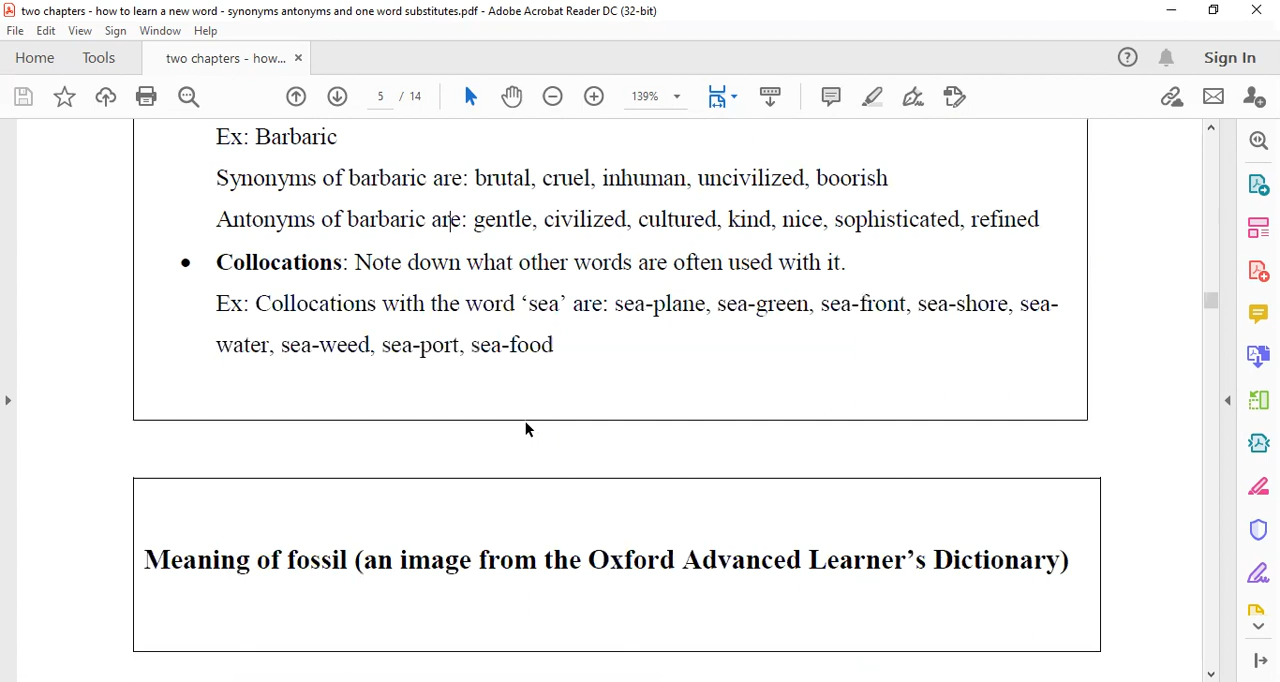 two chapters - how to learn a new word - synonyms antonyms and one word substitutes.pdf - Adobe Acrobat Reader DC (32-bit)
File Edit View Sign Window Help
Home Tools two chapters - how... × Sign In
5 / 14 139%
Ex: Barbaric
Synonyms of barbaric are: brutal, cruel, inhuman, uncivilized, boorish
Antonyms of barbaric are: gentle, civilized, cultured, kind, nice, sophisticated, refined
• Collocations: Note down what other words are often used with it.
Ex: Collocations with the word ‘sea’ are: sea-plane, sea-green, sea-front, sea-shore, sea-
water, sea-weed, sea-port, sea-food
Meaning of fossil (an image from the Oxford Advanced Learner’s Dictionary)